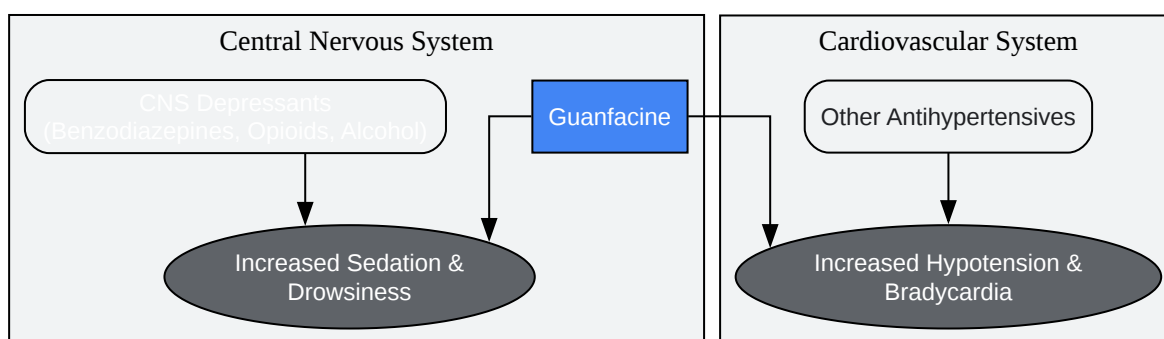 Central Nervous System
CNS Depressants
(Benzodiazepines, Opioids, Alcohol)
Guanfacine
Increased Sedation &
Drowsiness
Cardiovascular System
Other Antihypertensives
Increased Hypotension &
Bradycardia